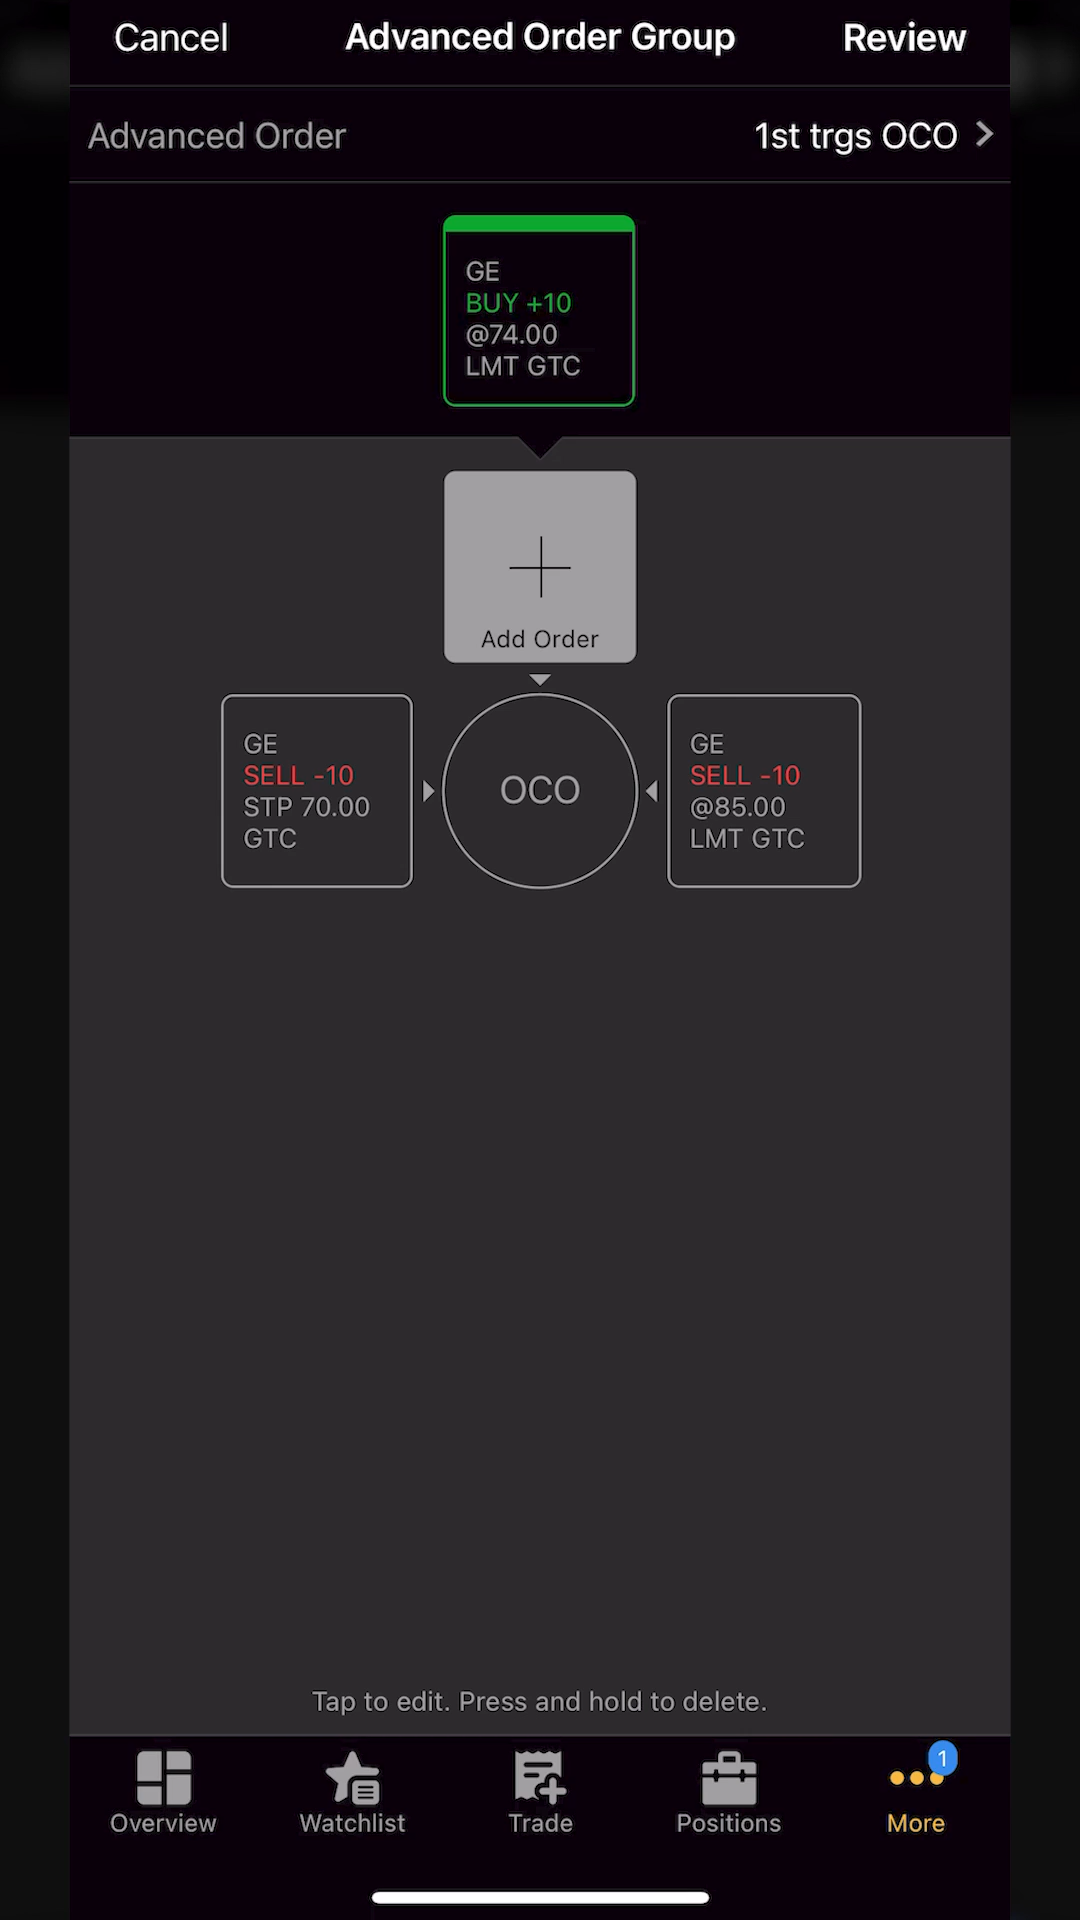 Cancel Advanced Order Group Review
Advanced Order 1st trgs OCO
GE
BUY +10
@74.00
LMT GTC
Add Order
GE
SELL -10
STP 70.00
GTC
OCO
GE
SELL -10
@85.00
LMT GTC
Tap to edit. Press and hold to delete.
1
Overview Watchlist Trade Positions More